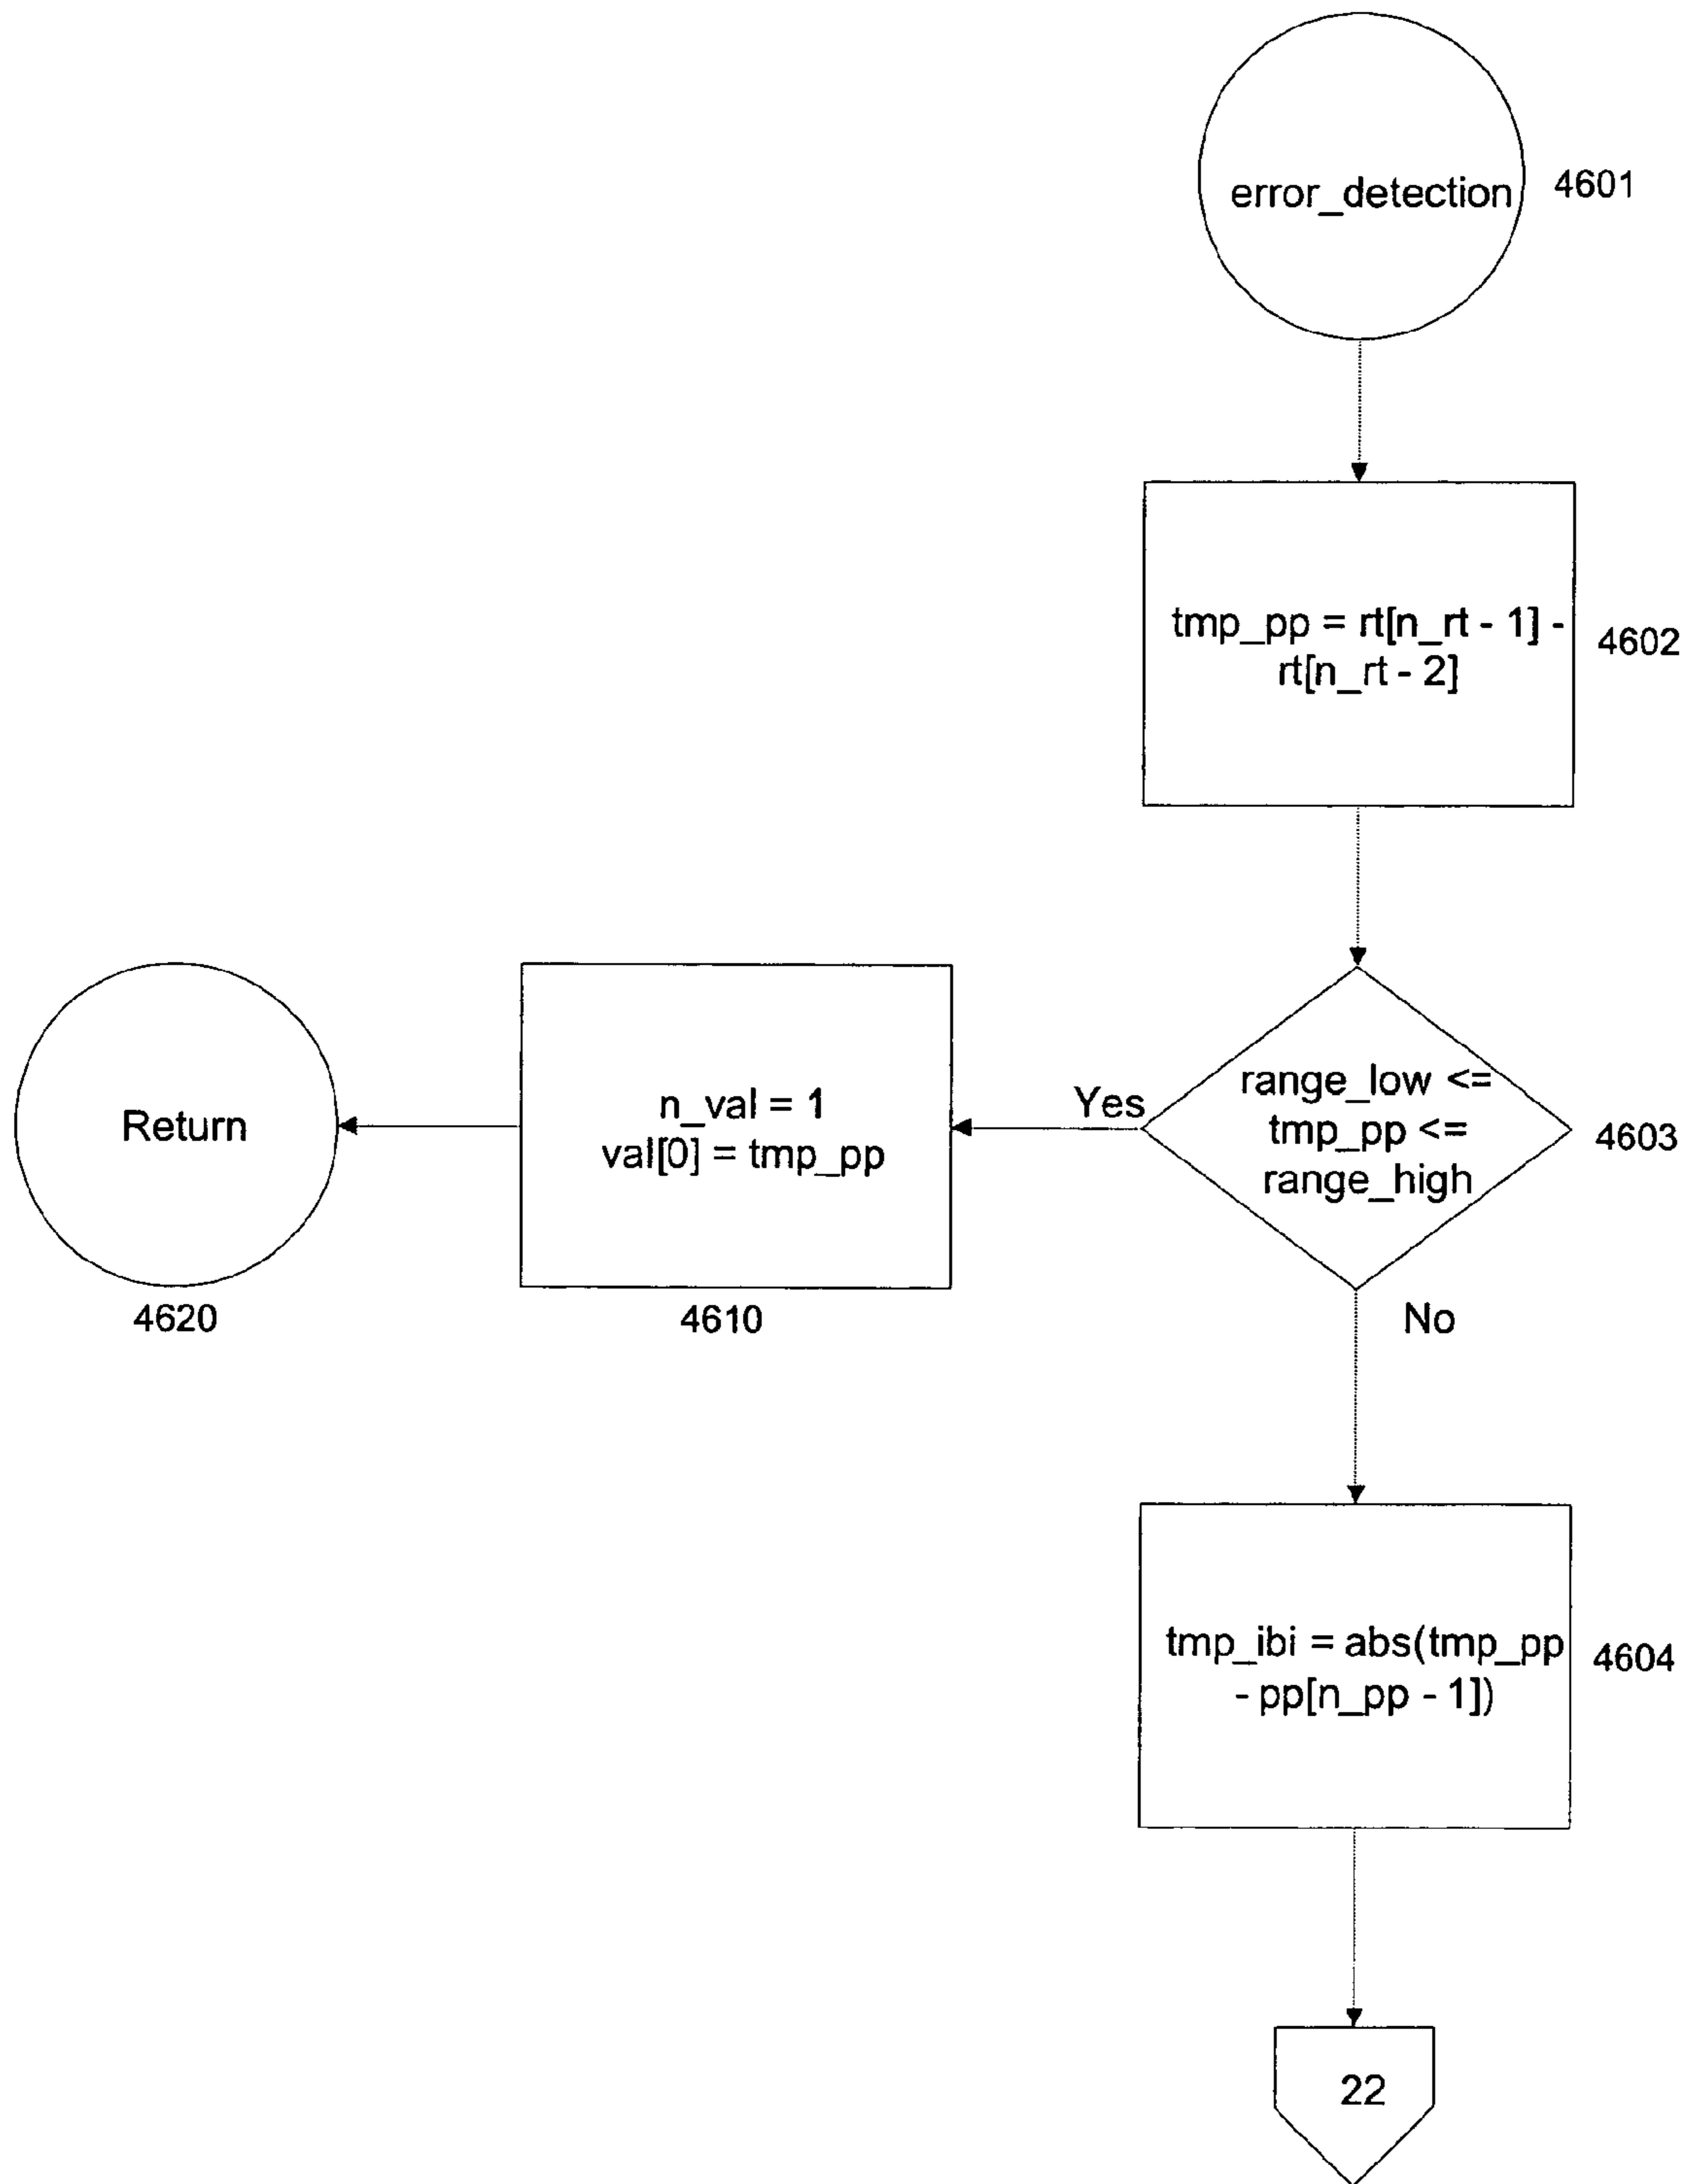 error_detection
4601
tmp_pp = rt[n_rt - 1] -
rt[n_rt - 2]
4602
range_low <=
tmp_pp <=
range_high
4603
Yes
n_val = 1
val[0] = tmp_pp
4610
Return
4620
No
tmp_ibi = abs(tmp_pp
- pp[n_pp - 1])
4604
22